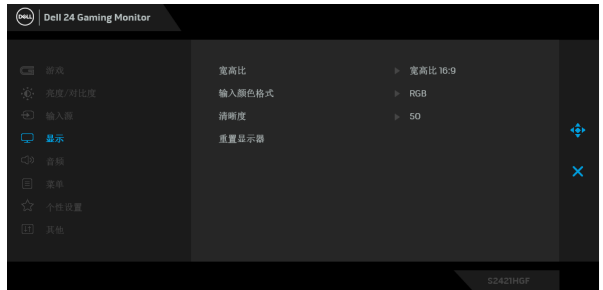 DELL
Dell 24 Gaming Monitor
游戏
亮度/对比度
输入源
显示
音频
菜单
个性设置
其他
宽高比 宽高比 16:9
输入颜色格式 RGB
清晰度 50
重置显示器
S2421HGF